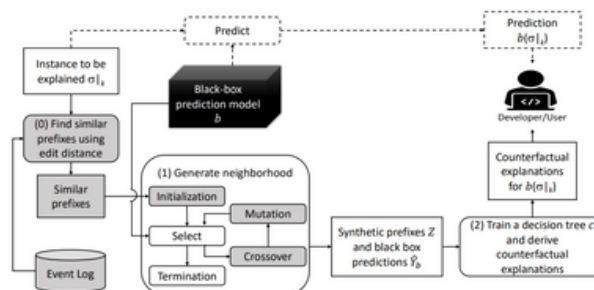 Predict
Prediction
b(σ|ₖ)
Instance to be
explained σ|ₖ
Black-box
prediction model
b
Developer/User
(0) Find similar
prefixes using
edit distance
(1) Generate neighborhood
Counterfactual
explanations
for b(σ|ₖ)
Similar
prefixes
Initialization
Mutation
Select
Crossover
Termination
Synthetic prefixes Z
and black box
predictions Ŷb
(2) Train a decision tree c
and derive
counterfactual
explanations
Event Log